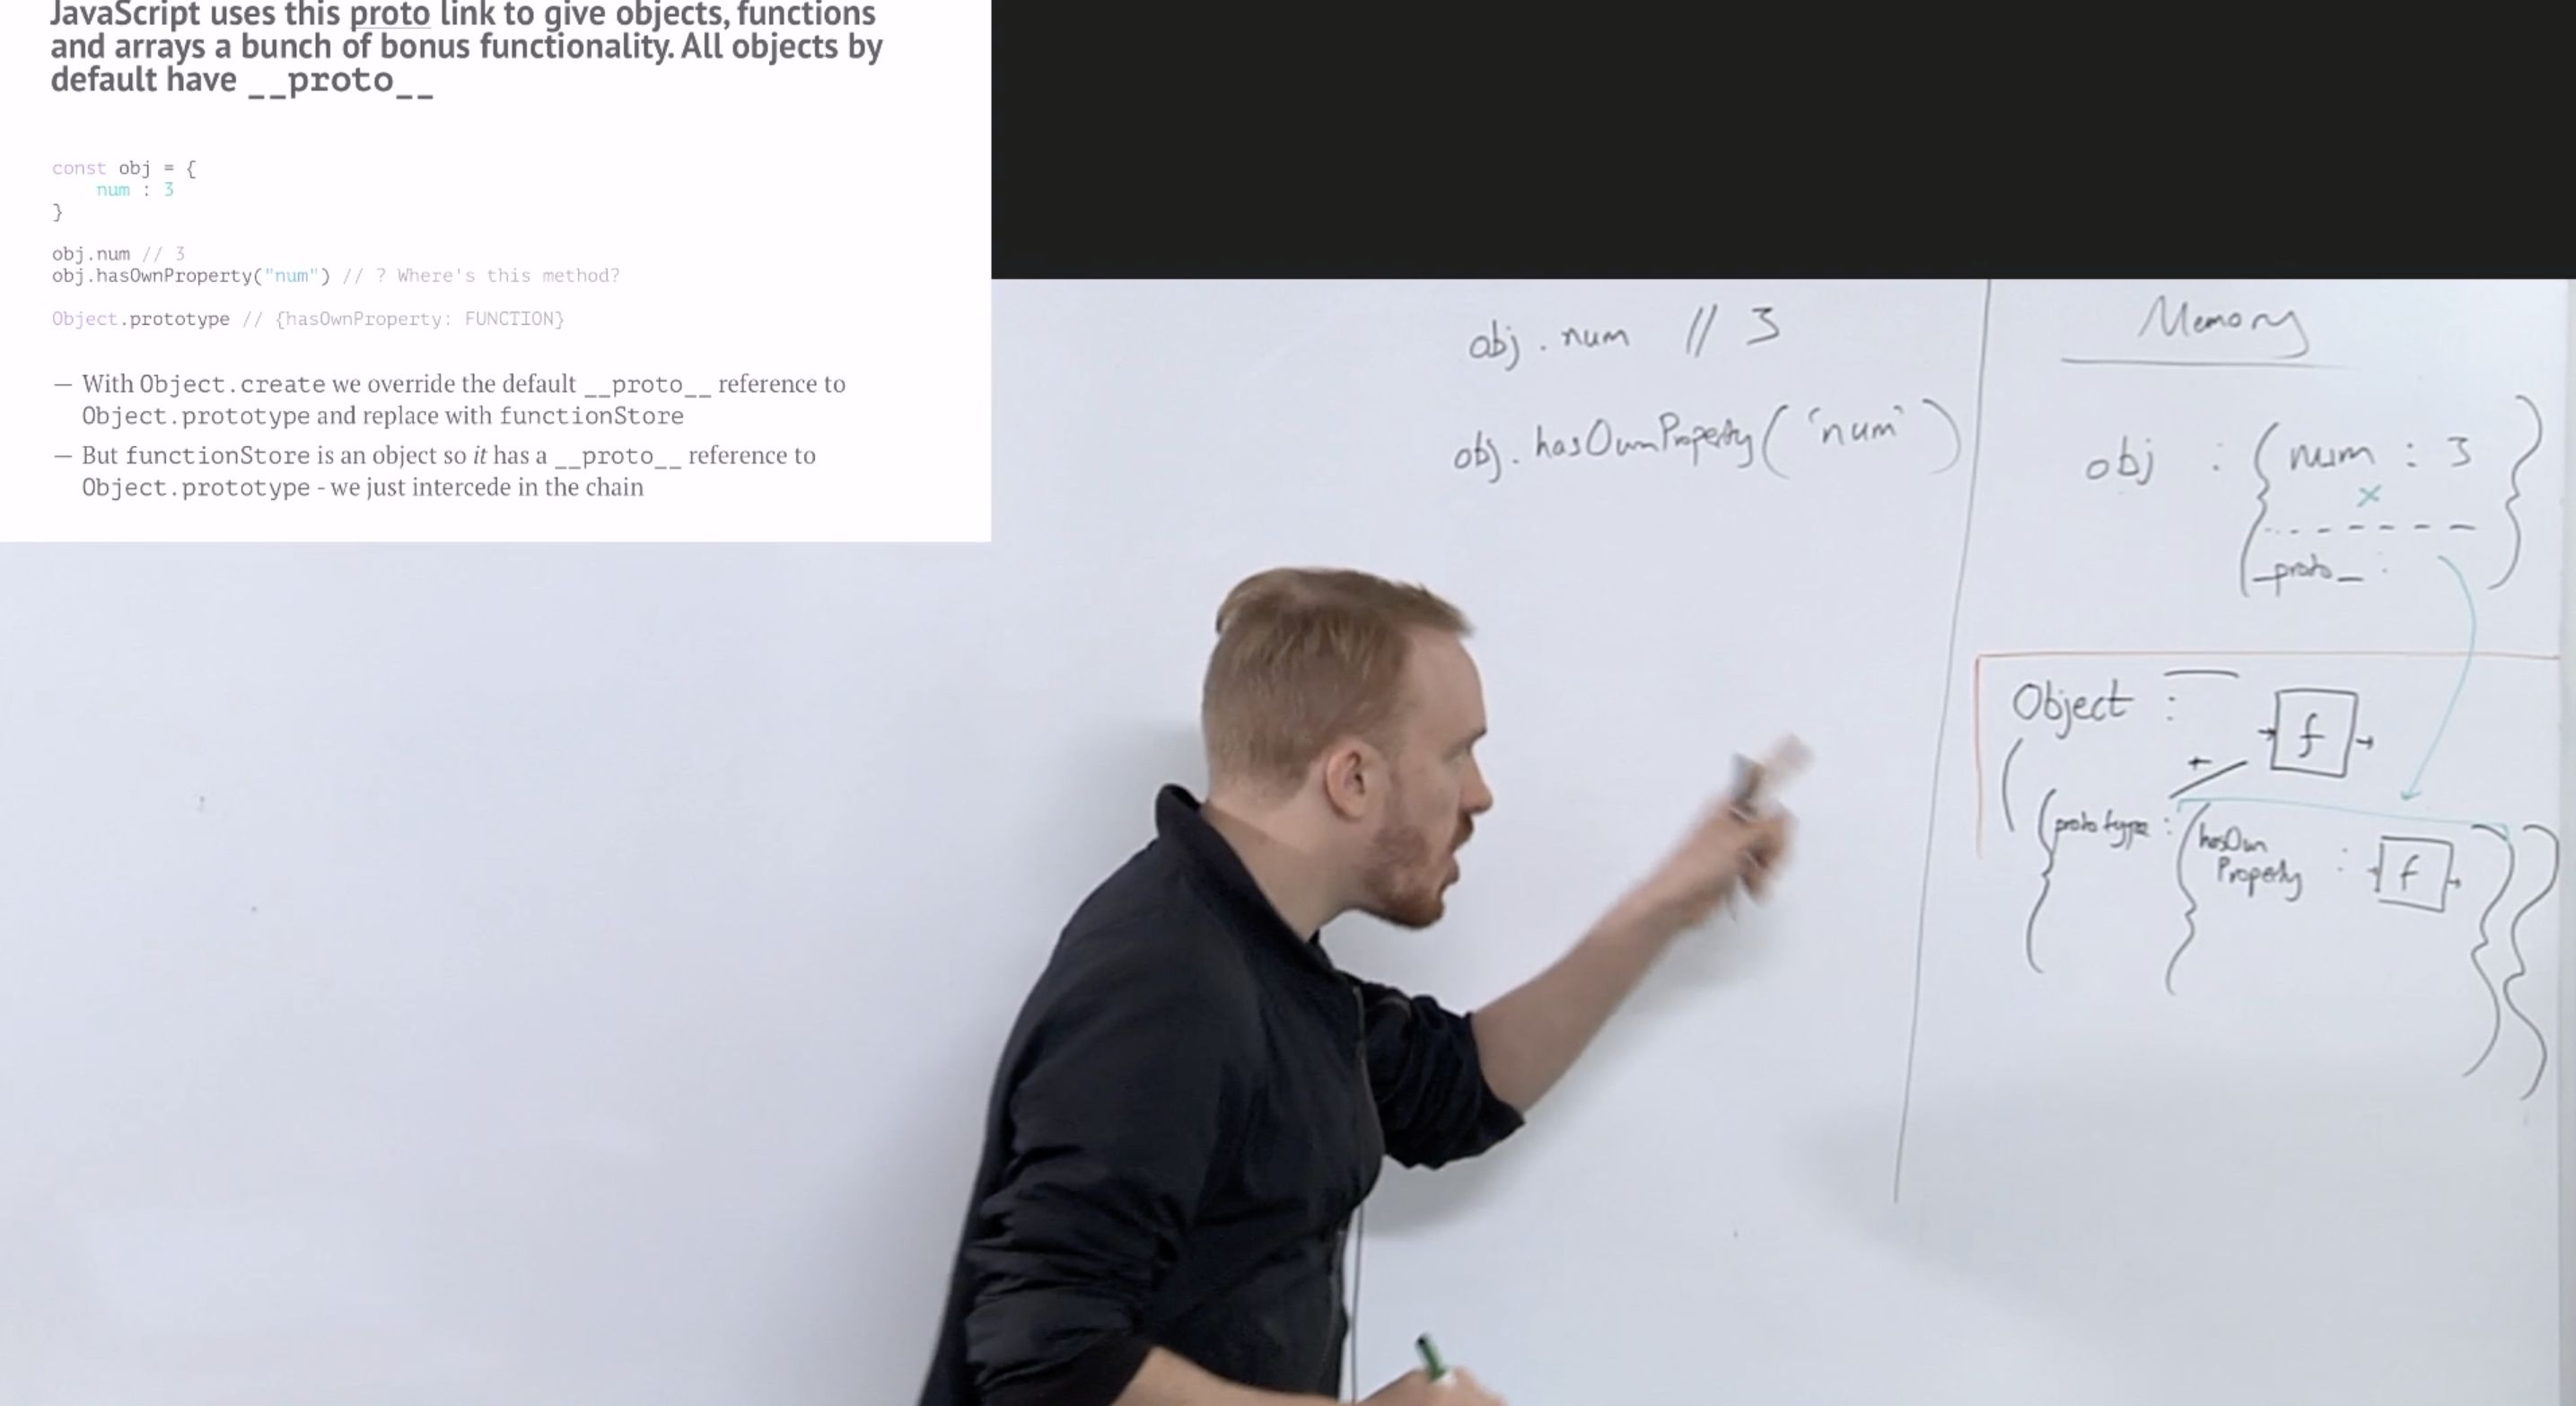 JavaScript uses this proto link to give objects, functions
and arrays a bunch of bonus functionality. All objects by
default have __proto__
const obj = {
num : 3
}
obj.num // 3
obj.hasOwnProperty("num") // ? Where's this method?
Object.prototype // {hasOwnProperty: FUNCTION}
— With Object.create we override the default __proto__ reference to
Object.prototype and replace with functionStore
— But functionStore is an object so it has a __proto__ reference to
Object.prototype - we just intercede in the chain
obj.num // 3
obj.hasOwnProperty('num')
Memory
obj : { num : 3
x
_proto_ : }
Object : f
+
{ prototype : { hasOwn
Property : f } }